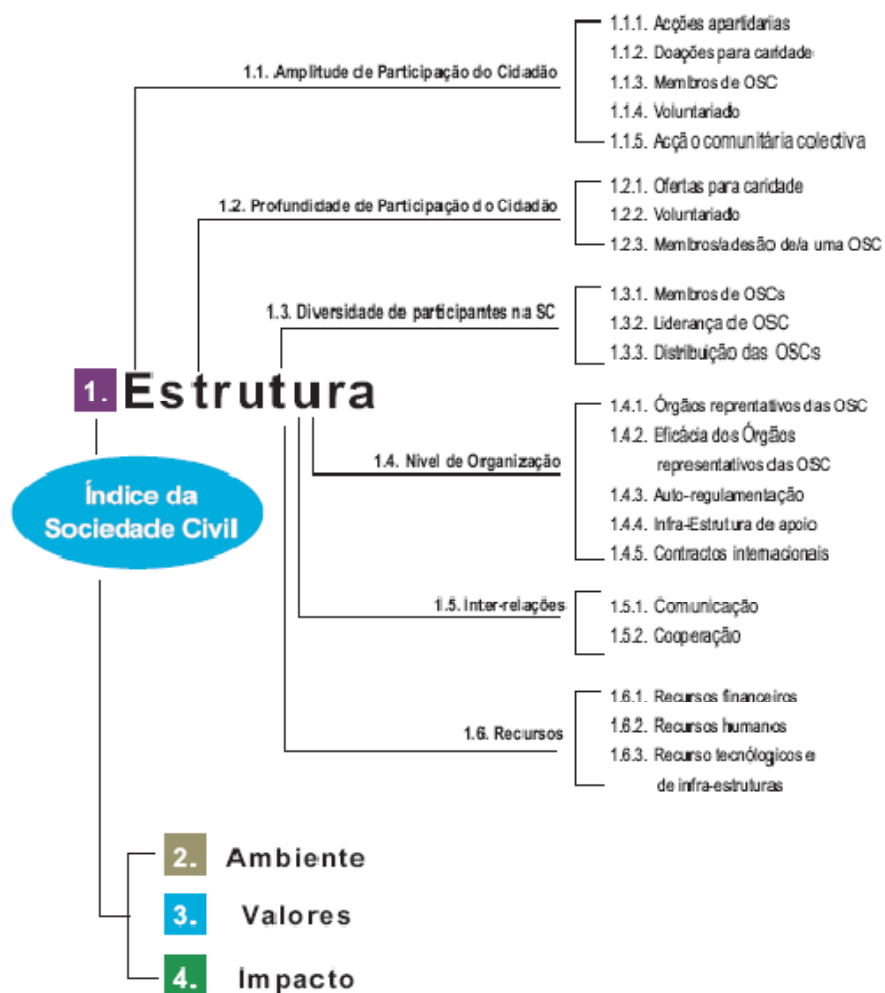 1.1. Amplitude de Participação do Cidadão
1.1.1. Acções apartidarias
1.1.2. Doações para caridade
1.1.3. Membros de OSC
1.1.4. Voluntariado
1.1.5. Acção comunitária colectiva
1.2. Profundidade de Participação do Cidadão
1.2.1. Ofertas para caridade
1.2.2. Voluntariado
1.2.3. Membros/adesão de/a uma OSC
1.3. Diversidade de participantes na SC
1.3.1. Membros de OSCs
1.3.2. Liderança de OSC
1.3.3. Distribuição das OSCs
1. Estrutura
1.4. Nivel de Organização
1.4.1. Órgãos reprentativos das OSC
1.4.2. Eficácia dos Órgãos
representativos das OSC
1.4.3. Auto-regulamentação
1.4.4. Infra-Estrutura de apoio
1.4.5. Contractos internacionais
Índice da
Sociedade Civil
1.5. Inter-relações
1.5.1. Comunicação
1.5.2. Cooperação
1.6. Recursos
1.6.1. Recursos financeiros
1.6.2. Recursos humanos
1.6.3. Recurso tecnólogicos e
de infra-estruturas
2. Ambiente
3. Valores
4. Impacto